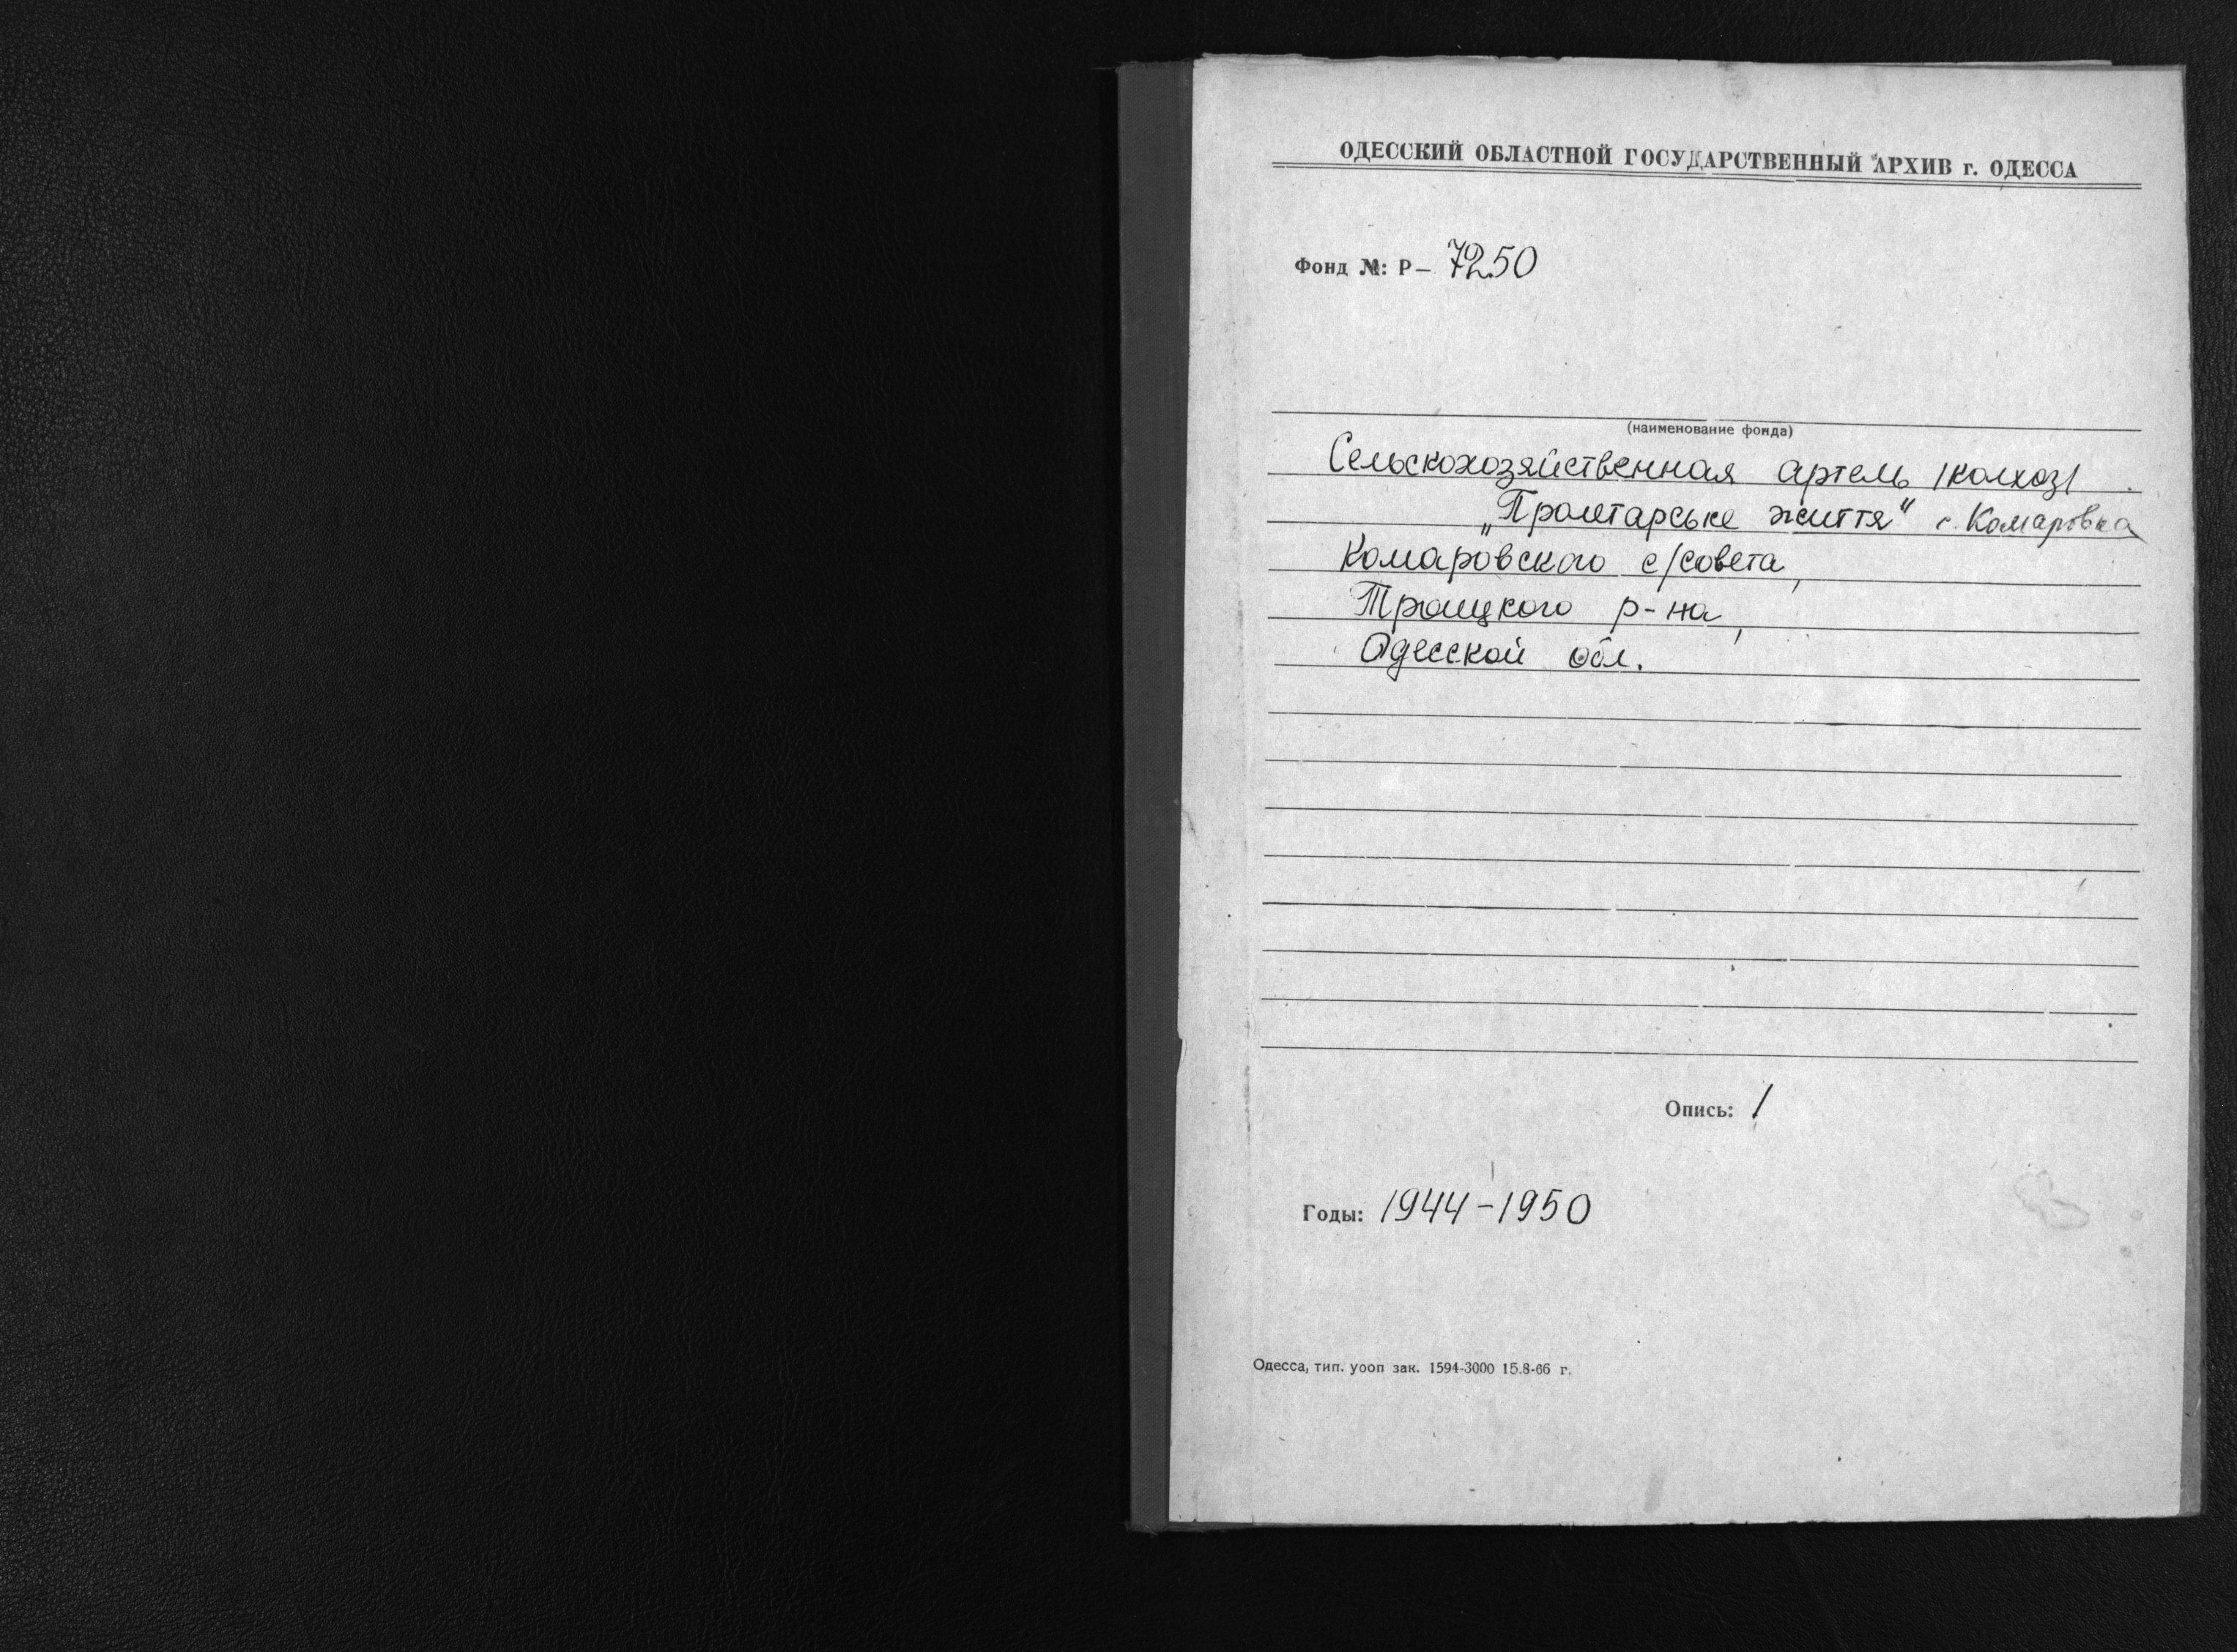 ОДЕССКИЙ ОБЛАСТНОЙ ГОСУДАРСТВЕННЫЙ АРХИВ г. ОДЕССА
Фонд №: Р- 7250
(наименование фонда)
Сельскохозяйственная артель /колхоз/
„Пролетарське життя" с. Комаровка
Комаровского с/совета,
Троицкого р-на,
Одесской обл.
Опись: 1
Годы: 1944-1950
Одесса, тип. уооп зак. 1594-3000 15.8-66 г.